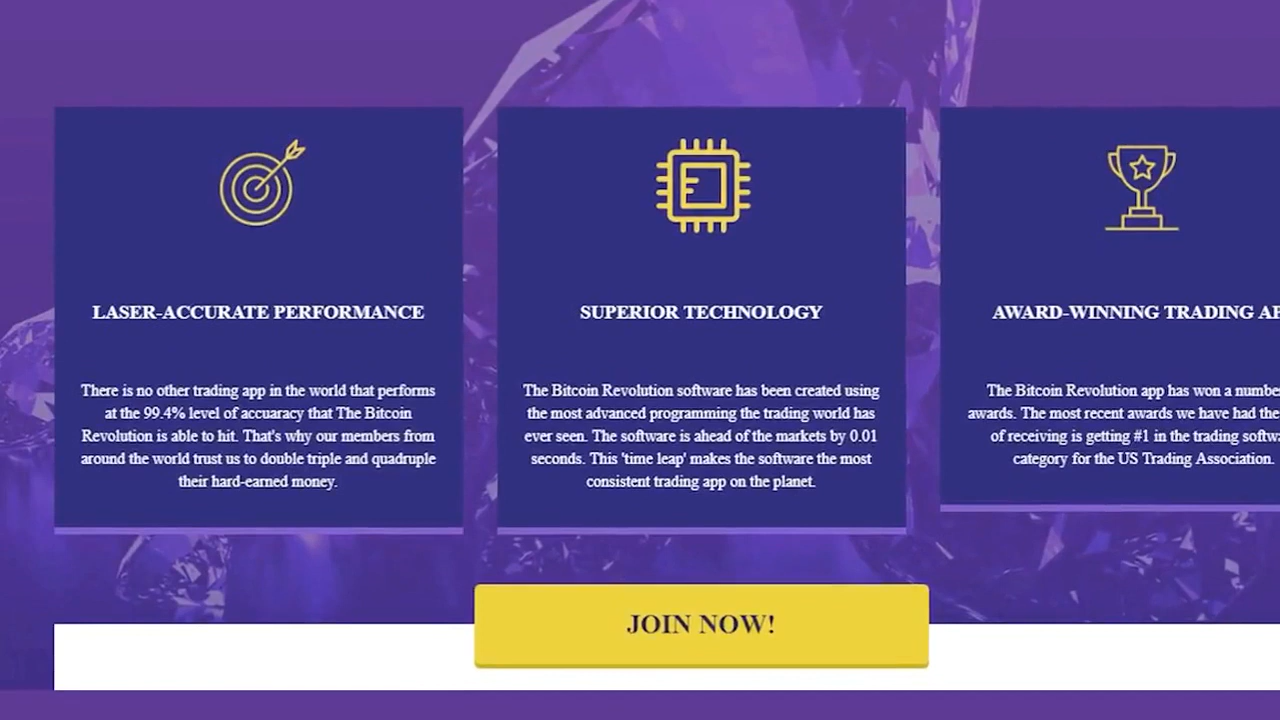 LASER-ACCURATE PERFORMANCE
There is no other trading app in the world that performs
at the 99.4% level of accuaracy that The Bitcoin
Revolution is able to hit. That's why our members from
around the world trust us to double triple and quadruple
their hard-earned money.
SUPERIOR TECHNOLOGY
The Bitcoin Revolution software has been created using
the most advanced programming the trading world has
ever seen. The software is ahead of the markets by 0.01
seconds. This 'time leap' makes the software the most
consistent trading app on the planet.
AWARD-WINNING TRADING
The Bitcoin Revolution app has won a
awards. The most recent awards we have had the
of receiving is getting #1 in the trading
category for the US Trading Association.
JOIN NOW!